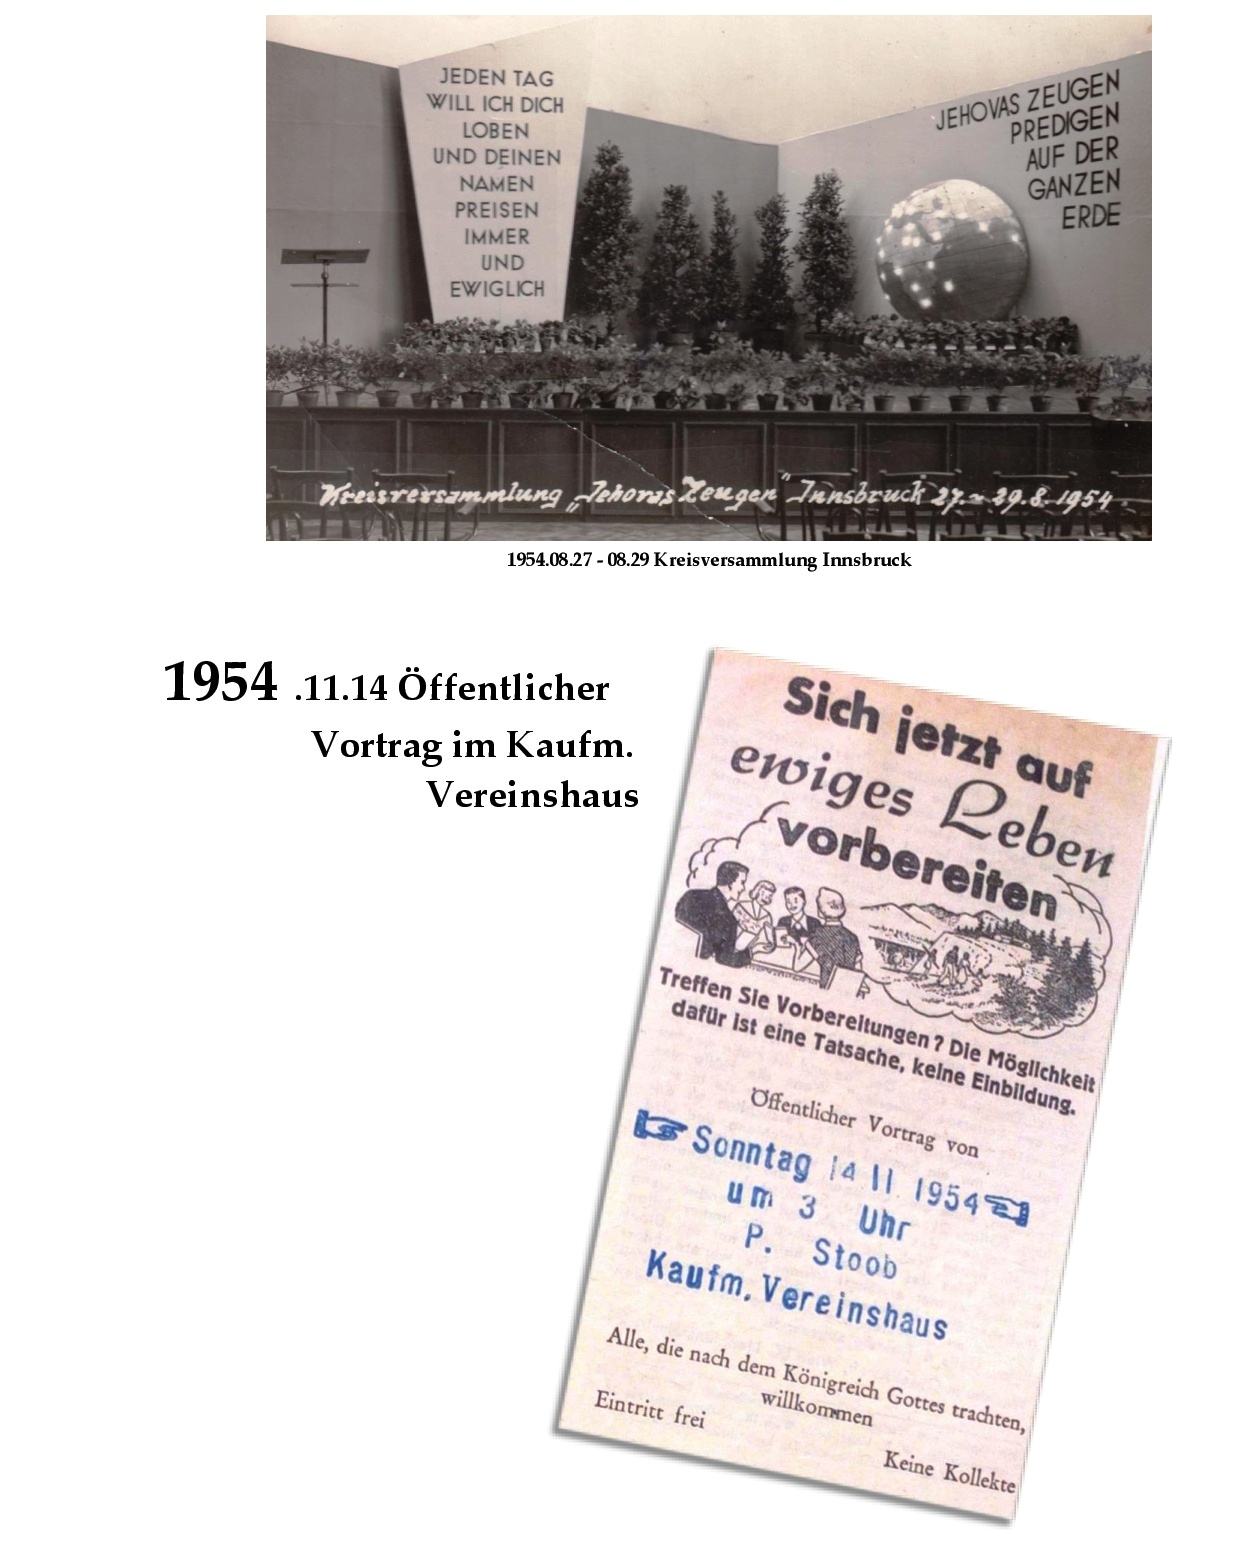 JEDEN TAG
WILL ICH DICH
LOBEN
UND DEINEN
NAMEN
PREISEN
IMMER
UND
EWIGLICH
JEHOVAS ZEUGEN
PREDIGEN
AUF DER
GANZEN
ERDE
Kreisversammlung „Jehovas Zeugen" Innsbruck 27.-29.8.1954
1954.08.27 - 08.29 Kreisversammlung Innsbruck
1954 .11.14 Öffentlicher
Vortrag im Kaufm.
Vereinshaus
Sich jetzt auf
ewiges Leben
vorbereiten
Treffen Sie Vorbereitungen? Die Möglichkeit
dafür ist eine Tatsache, keine Einbildung.
Öffentlicher Vortrag von
Sonntag 14 11. 1954
um 3 Uhr
P. Stoob
Kaufm. Vereinshaus
Alle, die nach dem Königreich Gottes trachten,
willkommen
Eintritt frei
Keine Kollekte